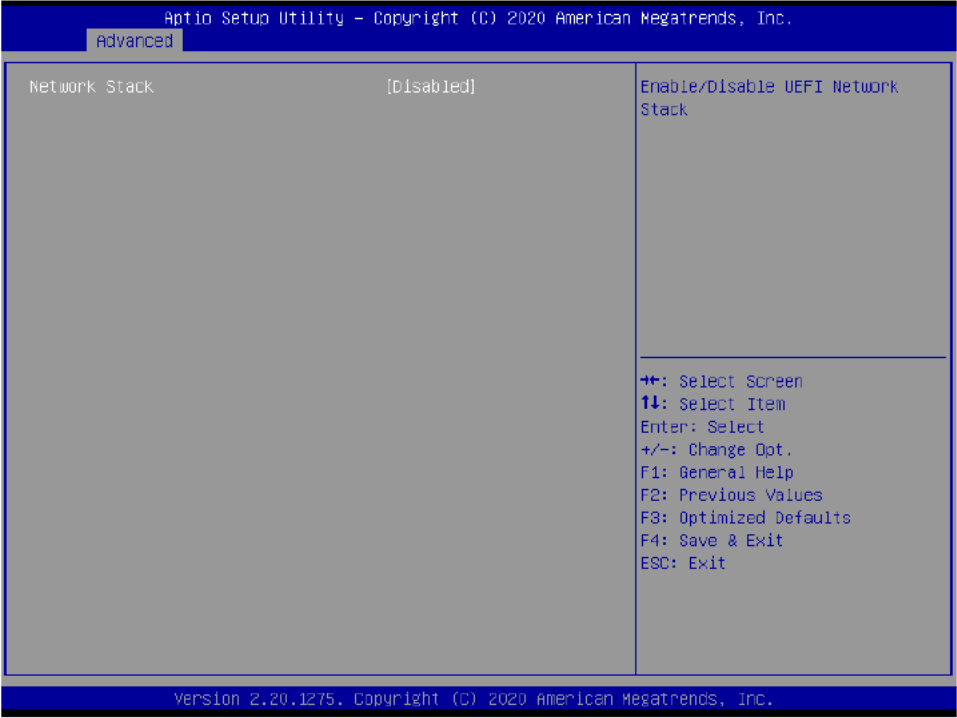 Aptio Setup Utility – Copyright (C) 2020 American Megatrends, Inc.
Advanced
Network Stack [Disabled]
Enable/Disable UEFI Network
Stack
→←: Select Screen
↑↓: Select Item
Enter: Select
+/-: Change Opt.
F1: General Help
F2: Previous Values
F3: Optimized Defaults
F4: Save & Exit
ESC: Exit
Version 2.20.1275. Copyright (C) 2020 American Megatrends, Inc.